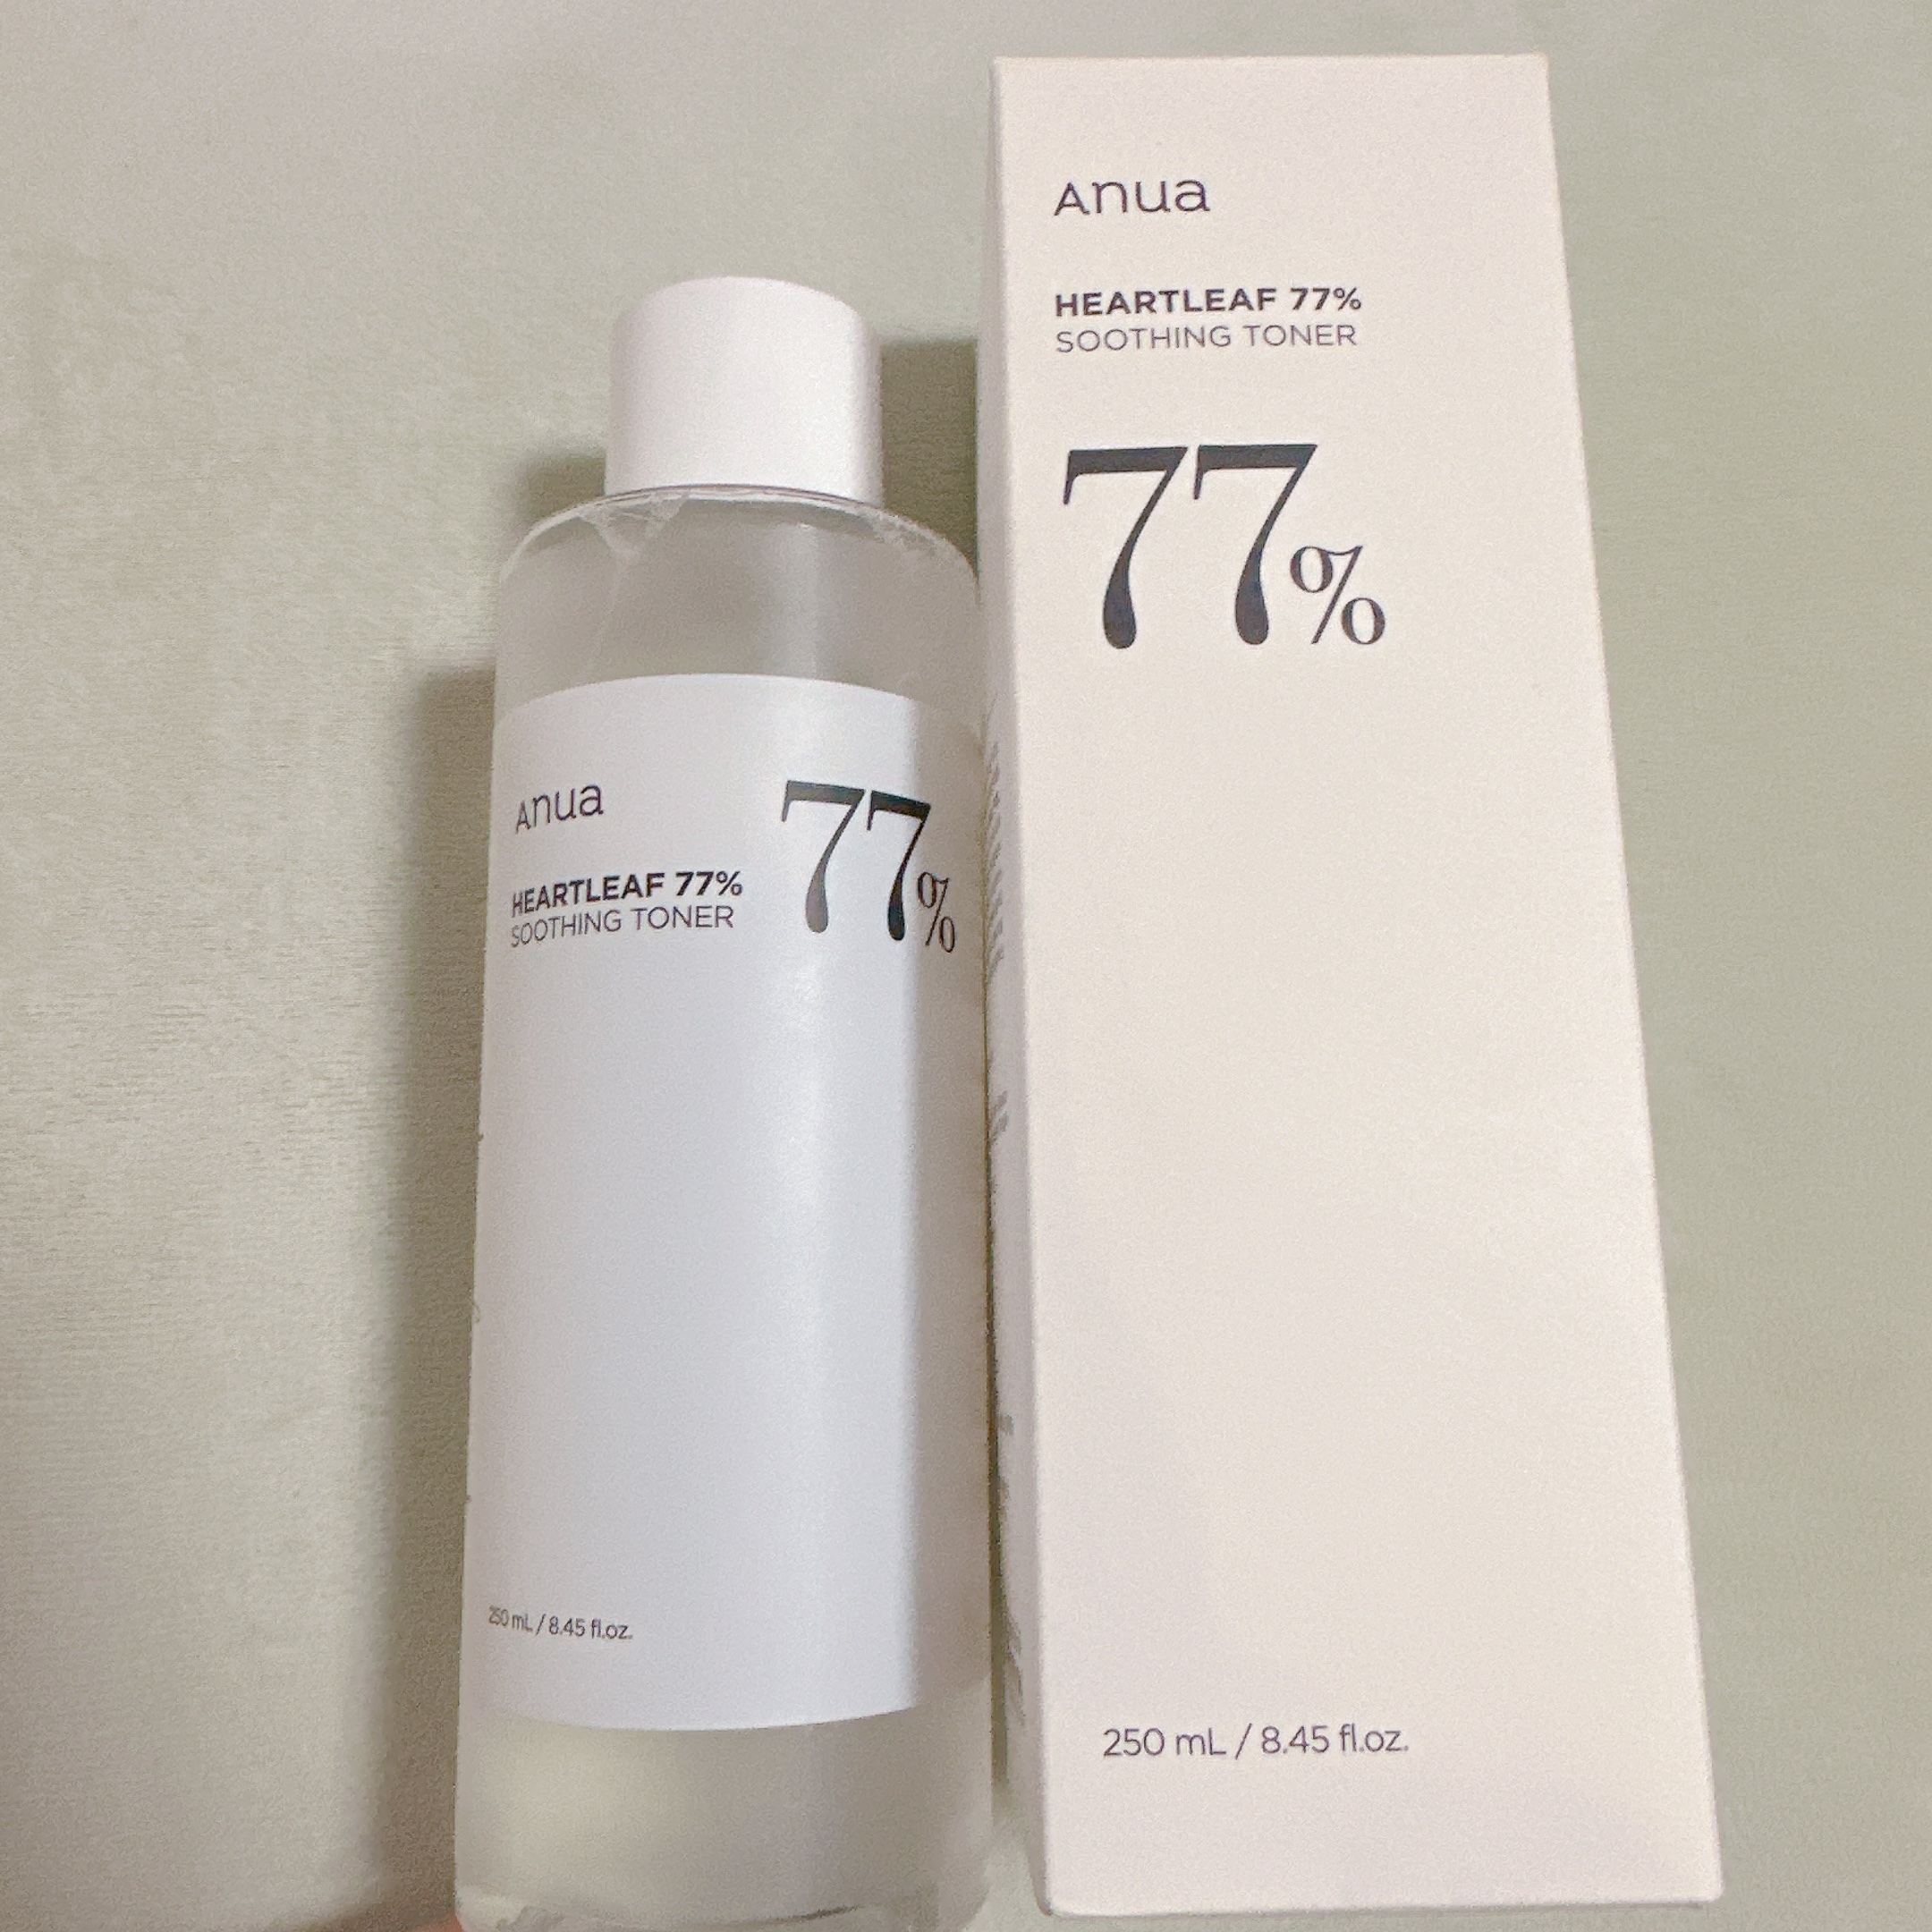 Anua
HEARTLEAF 77%
SOOTHING TONER
77%
250 mL / 8.45 fl.oz.
Anua
HEARTLEAF 77%
SOOTHING TONER
77%
250 mL / 8.45 fl.oz.